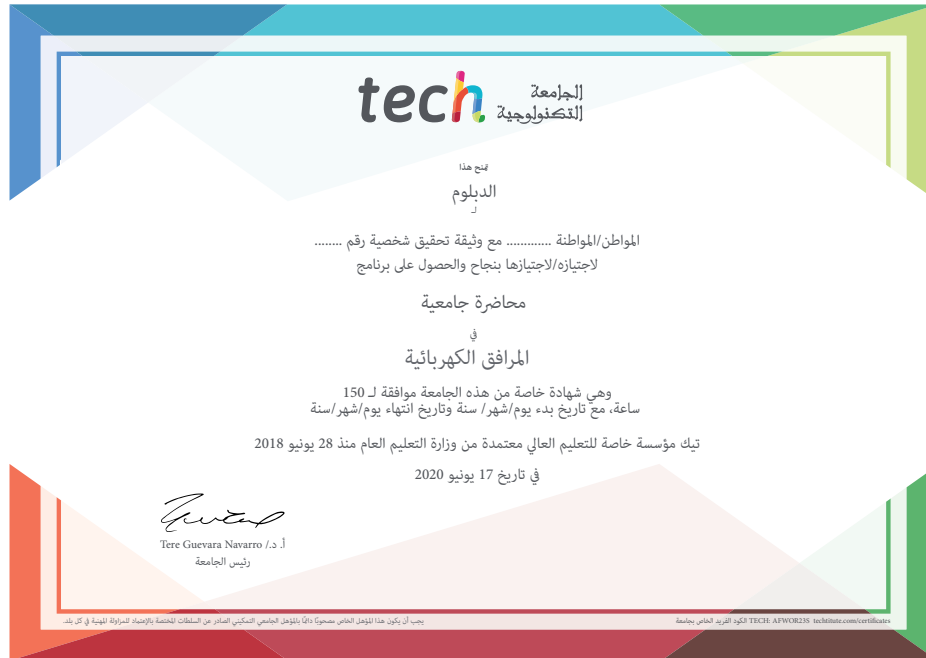 tech الجامعة
التكنولوجية
تمنح هذا
الدبلوم
لـ
المواطن/المواطنة ............. مع وثيقة تحقيق شخصية رقم ........
لاجتيازه/لاجتيازها بنجاح والحصول على برنامج
محاضرة جامعية
في
المرافق الكهربائية
وهي شهادة خاصة من هذه الجامعة موافقة لـ 150
ساعة، مع تاريخ بدء يوم/شهر/ سنة وتاريخ انتهاء يوم/شهر/سنة
تيك مؤسسة خاصة للتعليم العالي معتمدة من وزارة التعليم العام منذ 28 يونيو 2018
في تاريخ 17 يونيو 2020
أ. د./ Tere Guevara Navarro
رئيس الجامعة
يجب أن يكون هذا المؤهل الخاص مصحوبًا دائمًا بالمؤهل الجامعي التمكيني الصادر عن السلطات المختصة بالإعتماد للمزاولة المهنية في كل بلد.
الكود الفريد الخاص بجامعة TECH: AFWOR23S techtitute.com/certificates